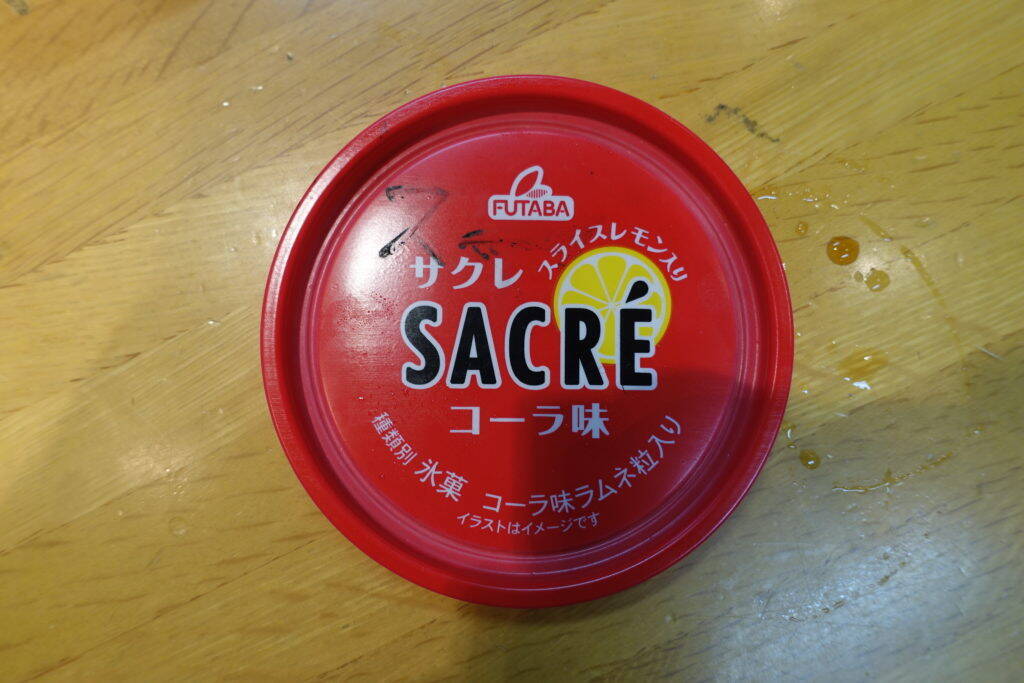 FUTABA
スライスレモン入り
サクレ
SACRÉ
コーラ味
種類別 氷菓 コーラ味ラムネ粒入り
イラストはイメージです